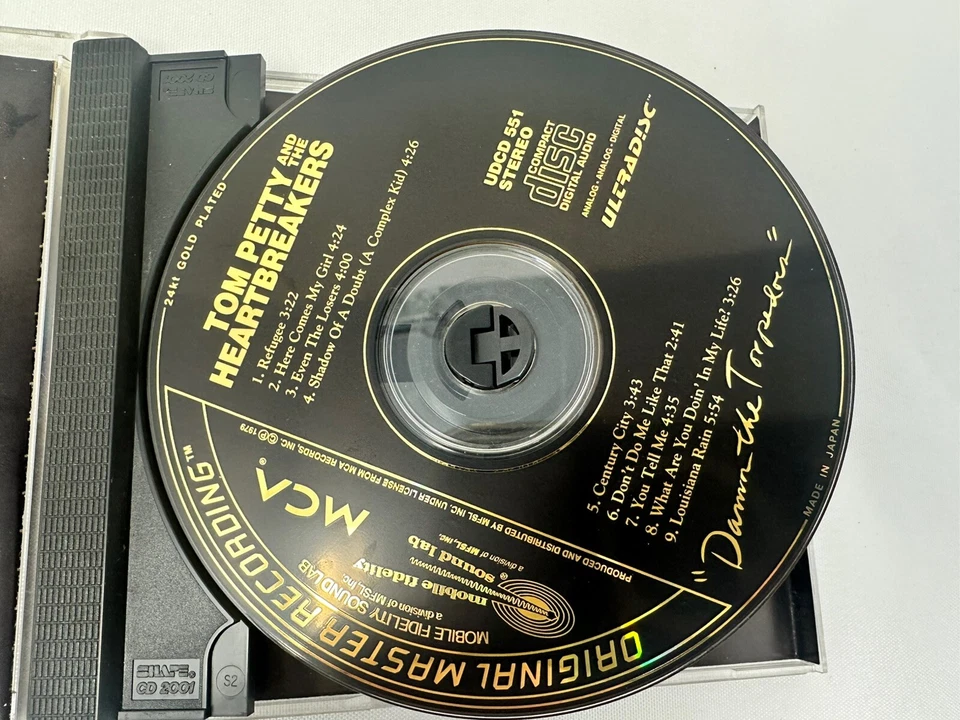 24kt GOLD PLATED
TOM PETTY AND THE
HEARTBREAKERS
1. Refugee 3:22
2. Here Comes My Girl 4:24
3. Even The Losers 4:00
4. Shadow Of A Doubt (A Complex Kid) 4:26
UDCD 551
STEREO
COMPACT
disc
DIGITAL AUDIO
ANALOG · ANALOG · DIGITAL
ULTRADISC™
5. Century City 3:43
6. Don't Do Me Like That 2:41
7. You Tell Me 4:35
8. What Are You Doin' In My Life? 3:26
9. Louisiana Rain 5:54
"Damn the Torpedoes"
MADE IN JAPAN
PRODUCED AND DISTRIBUTED BY MFSL INC. UNDER LICENSE FROM MCA RECORDS, INC. ©℗ 1979
MCA®
mobile fidelity
sound lab®
a division of MFSL, INC.
MOBILE FIDELITY SOUND LAB
a division of MFSL, Inc.
ORIGINAL MASTER RECORDING™
SHAPE®
CD 2001
S2